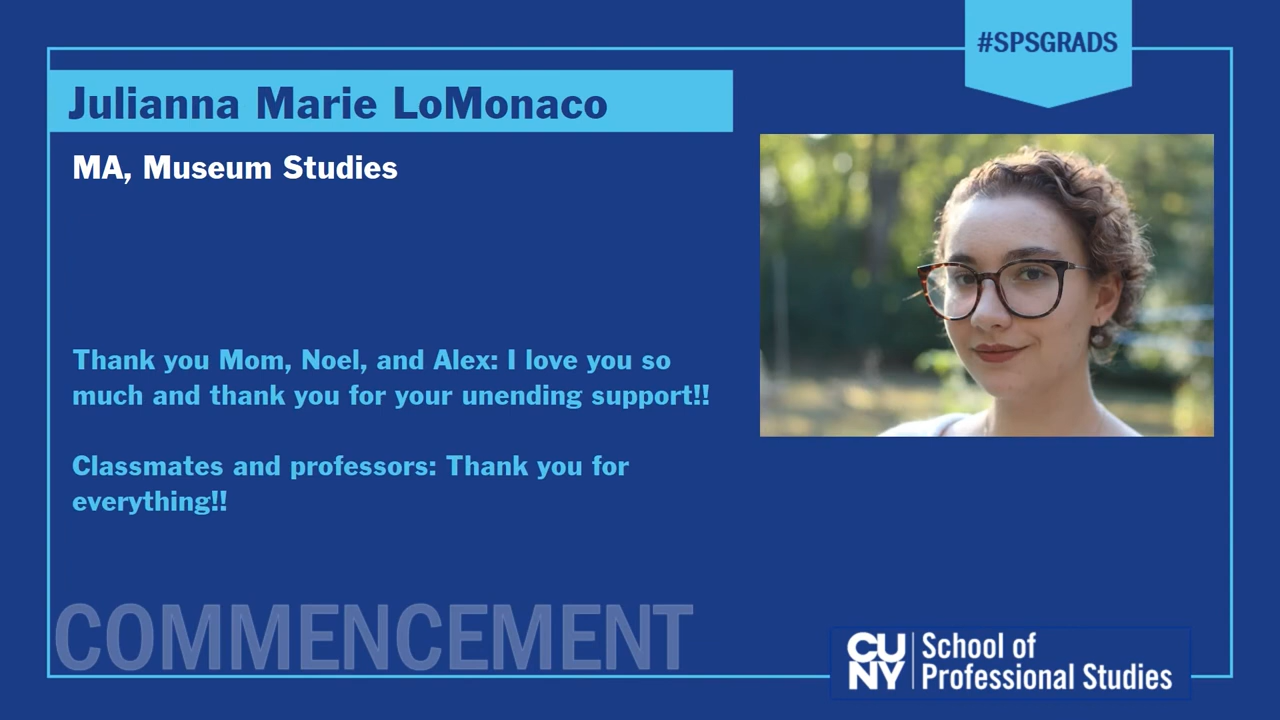 #SPSGRADS
Julianna Marie LoMonaco
MA, Museum Studies
Thank you Mom, Noel, and Alex: I love you so
much and thank you for your unending support!!
Classmates and professors: Thank you for
everything!!
COMMENCEMENT
CU
NY
School of
Professional Studies